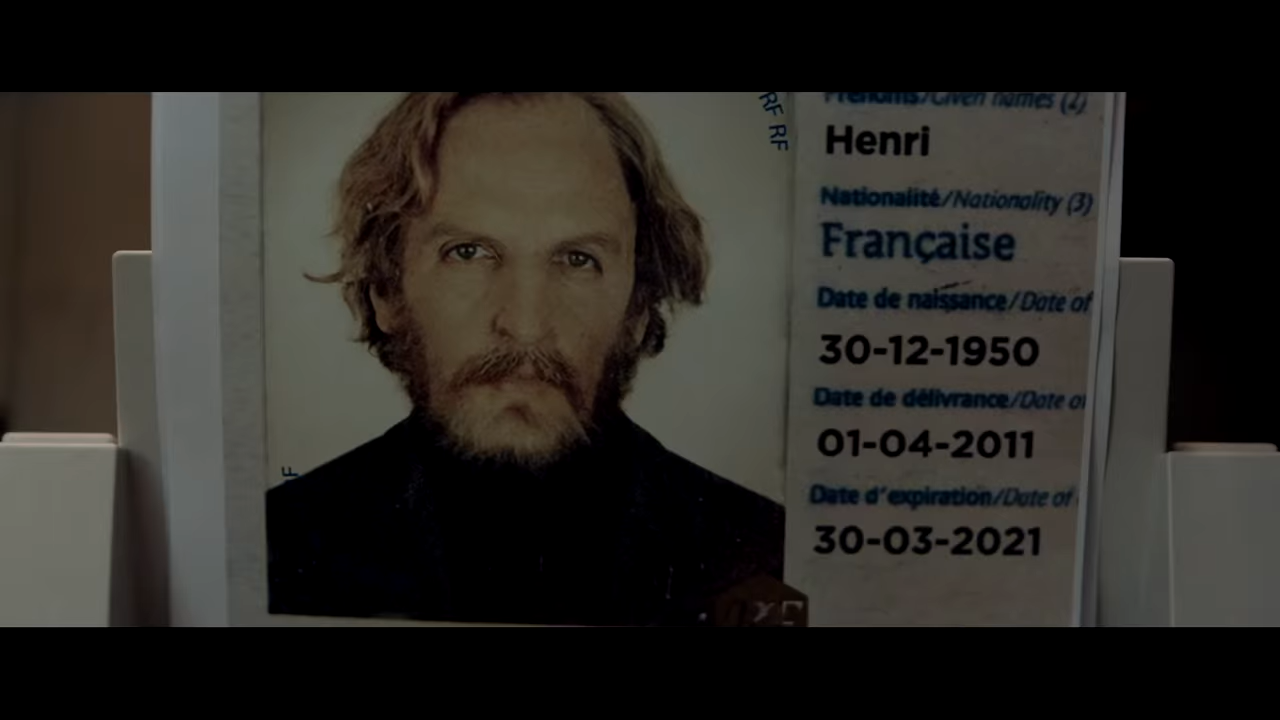 RF RF
Prénoms/Given names (2)
Henri
Nationalité/Nationality (3)
Française
Date de naissance/Date of
30-12-1950
Date de délivrance/Date of
01-04-2011
Date d'expiration/Date of
30-03-2021
F